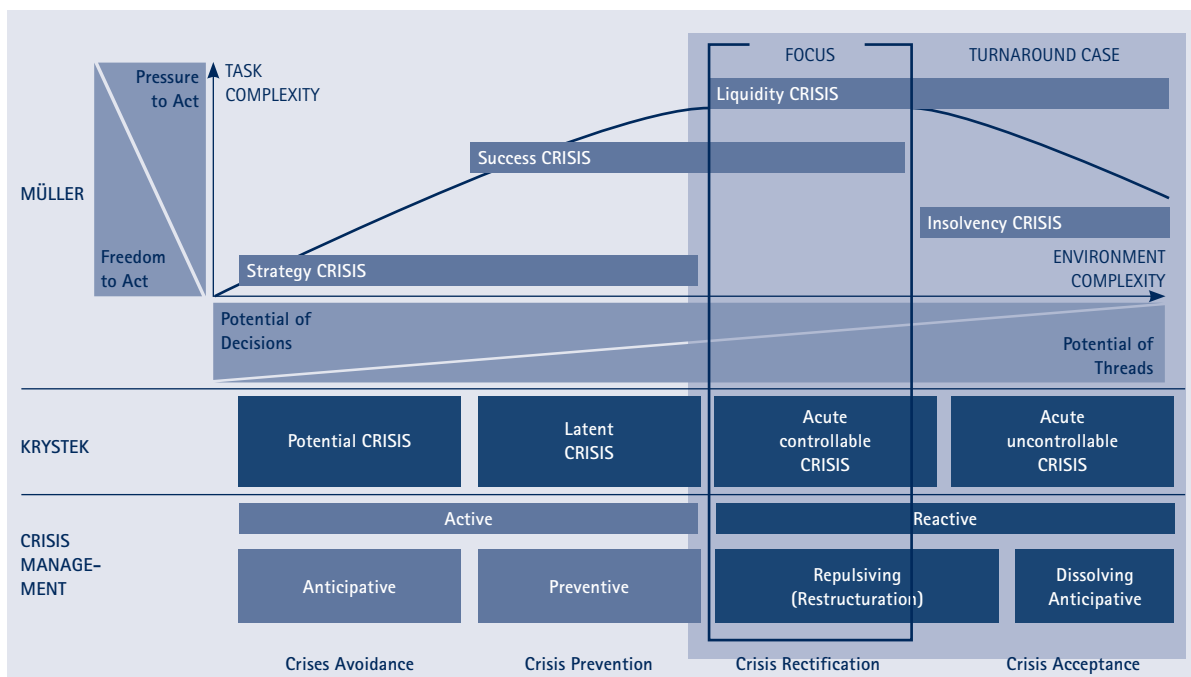 FOCUS
TURNAROUND CASE
Pressure
to Act
TASK
COMPLEXITY
Liquidity CRISIS
Success CRISIS
MÜLLER
Insolvency CRISIS
Freedom
to Act
Strategy CRISIS
ENVIRONMENT
COMPLEXITY
Potential of
Decisions
Potential of
Threads
KRYSTEK
Potential CRISIS
Latent
CRISIS
Acute
controllable
CRISIS
Acute
uncontrollable
CRISIS
CRISIS
MANAGE-
MENT
Active
Reactive
Anticipative
Preventive
Repulsiving
(Restructuration)
Dissolving
Anticipative
Crises Avoidance
Crisis Prevention
Crisis Rectification
Crisis Acceptance